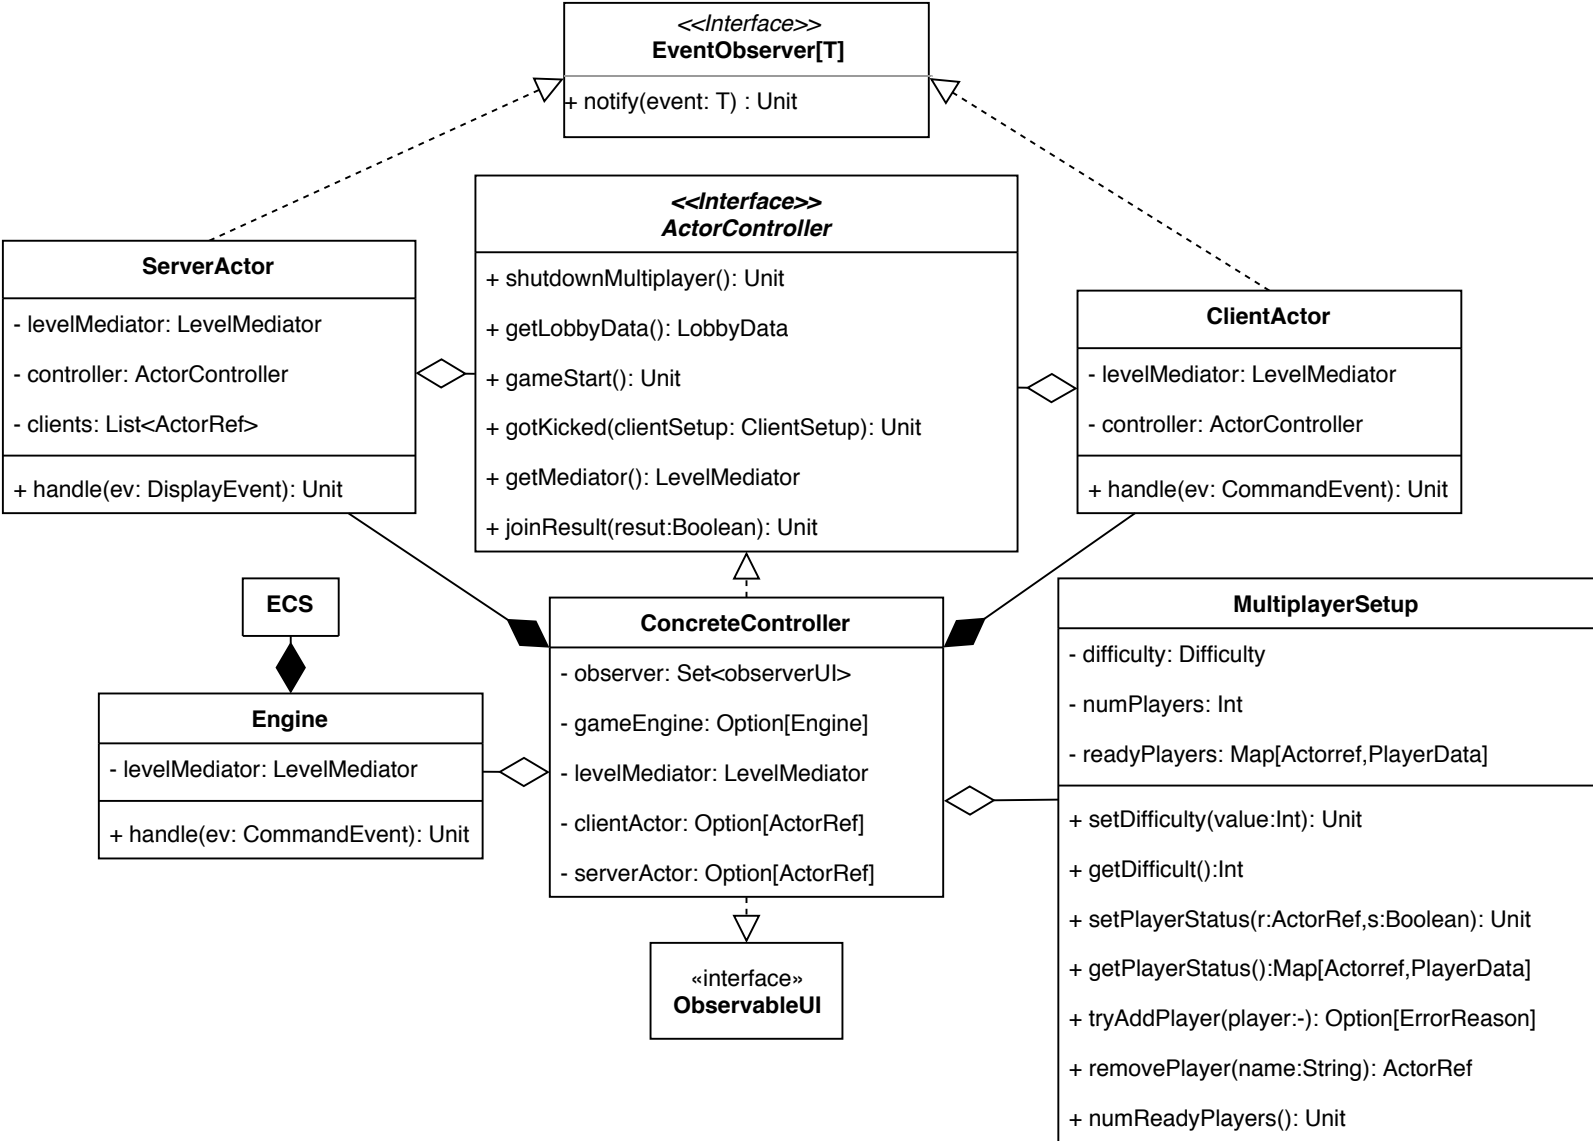 <<Interface>>
EventObserver[T]
+ notify(event: T) : Unit
<<Interface>>
ActorController
+ shutdownMultiplayer(): Unit
+ getLobbyData(): LobbyData
+ gameStart(): Unit
+ gotKicked(clientSetup: ClientSetup): Unit
+ getMediator(): LevelMediator
+ joinResult(resut:Boolean): Unit
ServerActor
- levelMediator: LevelMediator
- controller: ActorController
- clients: List<ActorRef>
+ handle(ev: DisplayEvent): Unit
ClientActor
- levelMediator: LevelMediator
- controller: ActorController
+ handle(ev: CommandEvent): Unit
ECS
Engine
- levelMediator: LevelMediator
+ handle(ev: CommandEvent): Unit
ConcreteController
- observer: Set<observerUI>
- gameEngine: Option[Engine]
- levelMediator: LevelMediator
- clientActor: Option[ActorRef]
- serverActor: Option[ActorRef]
«interface»
ObservableUI
MultiplayerSetup
- difficulty: Difficulty
- numPlayers: Int
- readyPlayers: Map[Actorref,PlayerData]
+ setDifficulty(value:Int): Unit
+ getDifficult():Int
+ setPlayerStatus(r:ActorRef,s:Boolean): Unit
+ getPlayerStatus():Map[Actorref,PlayerData]
+ tryAddPlayer(player:-): Option[ErrorReason]
+ removePlayer(name:String): ActorRef
+ numReadyPlayers(): Unit